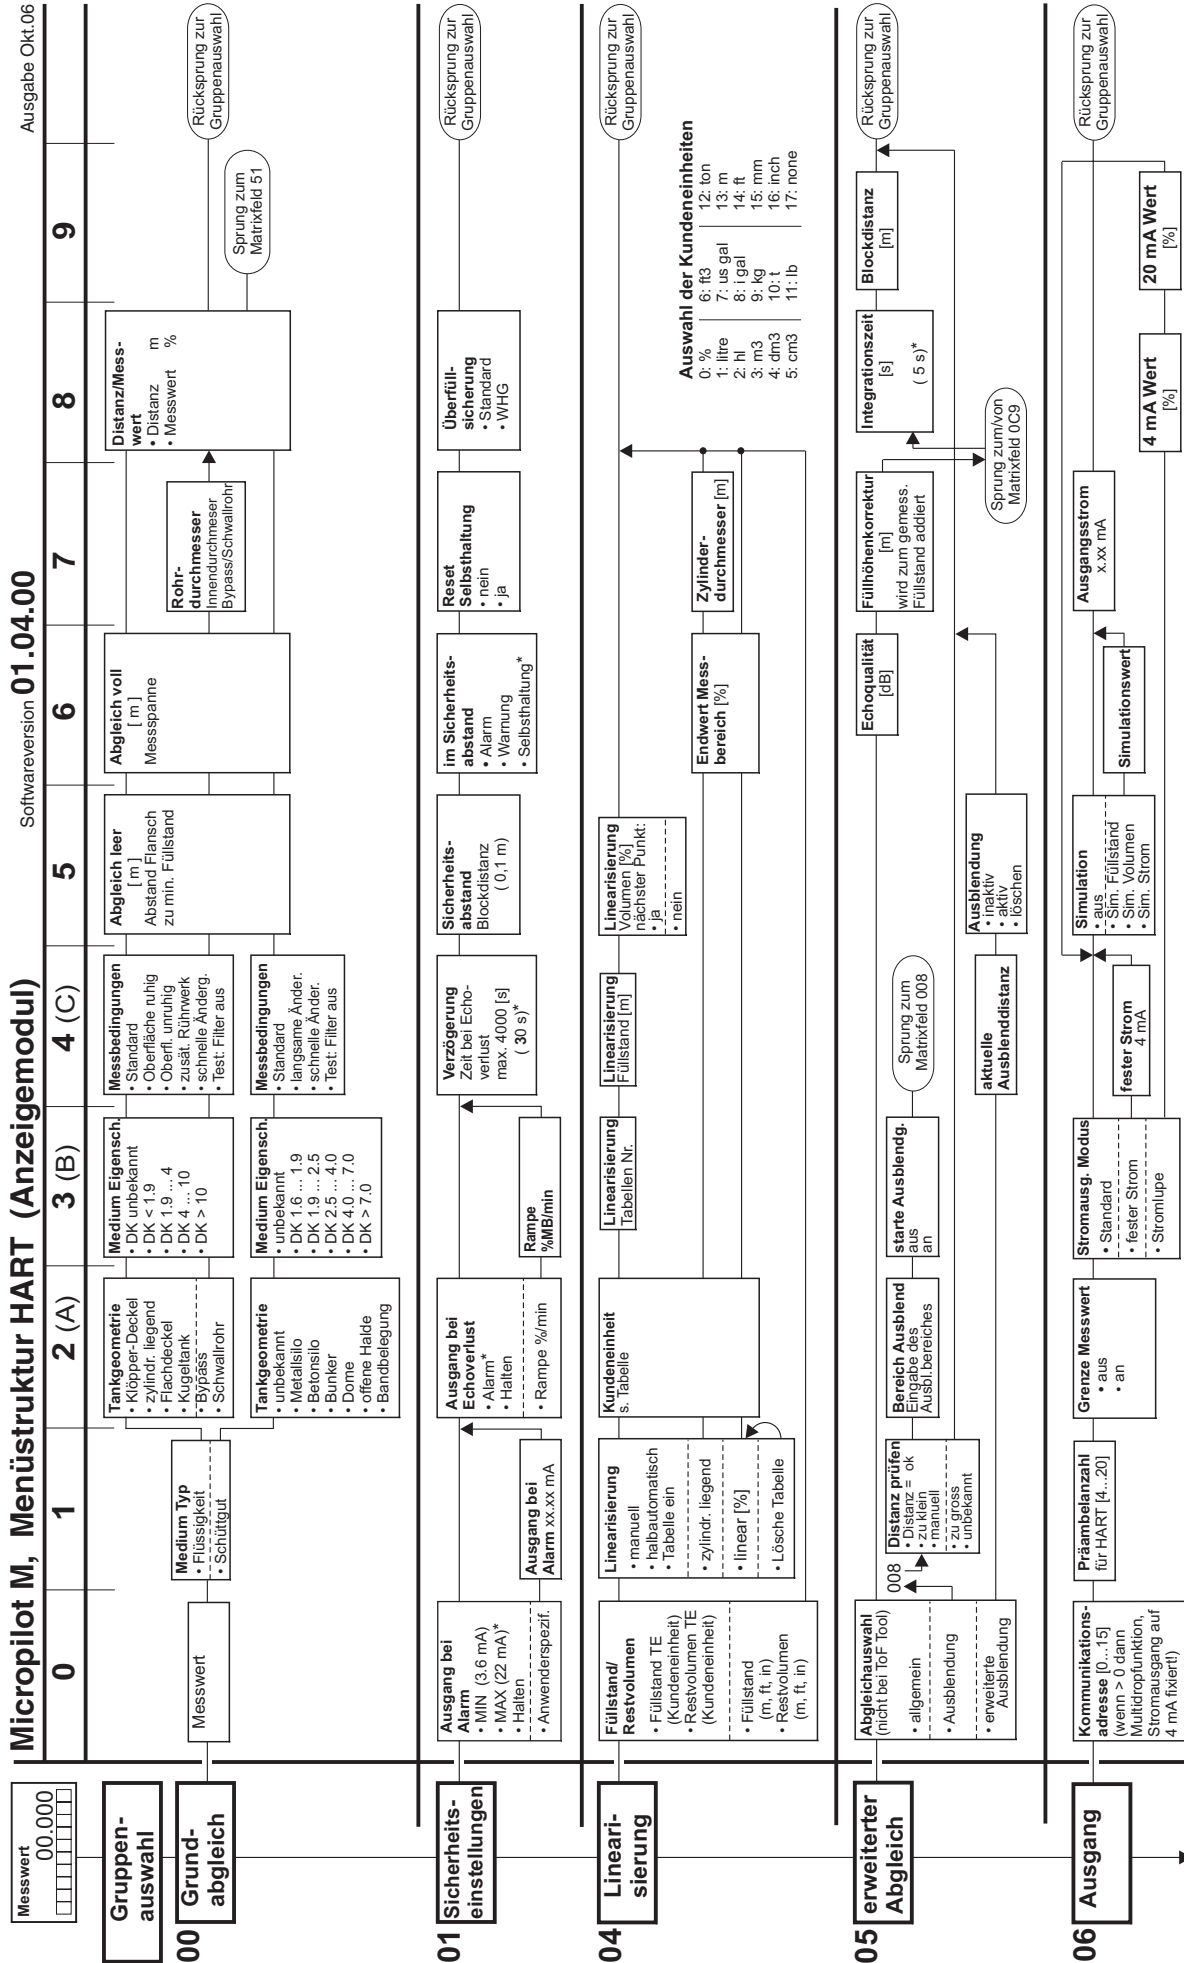 Micropilot M, Menüstruktur HART (Anzeigemodul)
Softwareversion 01.04.00
Ausgabe Okt.06
Messwert
00.000
0
1
2 (A)
3 (B)
4 (C)
5
6
7
8
9
Gruppen-
auswahl
00
Grund-
abgleich
Messwert
Medium Typ
• Flüssigkeit
• Schüttgut
Tankgeometrie
• Klöpper-Deckel
• zylindr. liegend
• Flachdeckel
• Kugeltank
• Bypass
• Schwallrohr
Tankgeometrie
• unbekannt
• Metallsilo
• Betonsilo
• Bunker
• Dome
• offene Halde
• Bandbelegung
Medium Eigensch.
• DK unbekannt
• DK < 1.9
• DK 1.9 ... 4
• DK 4 ... 10
• DK > 10
Medium Eigensch.
• unbekannt
• DK 1.6 ... 1.9
• DK 1.9 ... 2.5
• DK 2.5 ... 4.0
• DK 4.0 ... 7.0
• DK > 7.0
Messbedingungen
• Standard
• Oberfläche ruhig
• Oberfl. unruhig
• zusät. Rührwerk
• schnelle Änderg.
• Test: Filter aus
Messbedingungen
• Standard
• langsame Änder.
• schnelle Änder.
• Test: Filter aus
Abgleich leer
[ m ]
Abstand Flansch
zu min. Füllstand
Abgleich voll
[ m ]
Messspanne
Rohr-
durchmesser
Innendurchmeser
Bypass/Schwallrohr
Distanz/Mess-
wert
• Distanz m
• Messwert %
Sprung zum
Matrixfeld 51
Rücksprung zur
Gruppenauswahl
01
Sicherheits-
einstellungen
Ausgang bei
Alarm
• MIN (3.6 mA)
• MAX (22 mA)*
• Halten
• Anwenderspezif.
Ausgang bei
Alarm xx.xx mA
Ausgang bei
Echoverlust
• Alarm*
• Halten
• Rampe %/min
Rampe
%MB/min
Verzögerung
Zeit bei Echo-
verlust
max. 4000 [s]
( 30 s)*
Sicherheits-
abstand
Blockdistanz
( 0,1 m)
im Sicherheits-
abstand
• Alarm
• Warnung
• Selbsthaltung*
Reset
Selbsthaltung
• nein
• ja
Überfüll-
sicherung
• Standard
• WHG
Rücksprung zur
Gruppenauswahl
04
Lineari-
sierung
Füllstand/
Restvolumen
• Füllstand TE
(Kundeneinheit)
• Restvolumen TE
(Kundeneinheit)
• Füllstand
(m, ft, in)
• Restvolumen
(m, ft, in)
Linearisierung
• manuell
• halbautomatisch
• Tabelle ein
• zylindr. liegend
• linear [%]
• Lösche Tabelle
Kundeneinheit
s. Tabelle
Linearisierung
Tabellen Nr.
Linearisierung
Füllstand [m]
Linearisierung
Volumen [%]
nächster Punkt:
• ja
• nein
Endwert Mess-
bereich [%]
Zylinder-
durchmesser [m]
Auswahl der Kundeneinheiten
0: % 6: ft3 12: ton
1: litre 7: us gal 13: m
2: hl 8: i gal 14: ft
3: m3 9: kg 15: mm
4: dm3 10: t 16: inch
5: cm3 11: lb 17: none
Rücksprung zur
Gruppenauswahl
05
erweiterter
Abgleich
Abgleichauswahl
(nicht bei ToF Tool)
• allgemein
• Ausblendung
• erweiterte
Ausblendung
008
Distanz prüfen
• Distanz = ok
• zu klein
• manuell
• zu gross
• unbekannt
Bereich Ausblend
Eingabe des
Ausbl.bereiches
starte Ausblendg.
aus
an
Sprung zum
Matrixfeld 008
aktuelle
Ausblenddistanz
Ausblendung
• inaktiv
• aktiv
• löschen
Echoqualität
[dB]
Füllhöhenkorrektur
[m]
wird zum gemess.
Füllstand addiert
Sprung zum/von
Matrixfeld 0C9
Integrationszeit
[s]
( 5 s)*
Blockdistanz
[m]
Rücksprung zur
Gruppenauswahl
06
Ausgang
Kommunikations-
adresse [0...15]
(wenn > 0 dann
Multidropfunktion,
Stromausgang auf
4 mA fixiert!)
Präambelanzahl
für HART [4...20]
Grenze Messwert
• aus
• an
Stromausg. Modus
• Standard
• fester Strom
• Stromlupe
fester Strom
4 mA
Simulation
• aus
• Sim. Füllstand
• Sim. Volumen
• Sim. Strom
Simulationswert
Ausgangsstrom
x.xx mA
4 mA Wert
[%]
20 mA Wert
[%]
Rücksprung zur
Gruppenauswahl